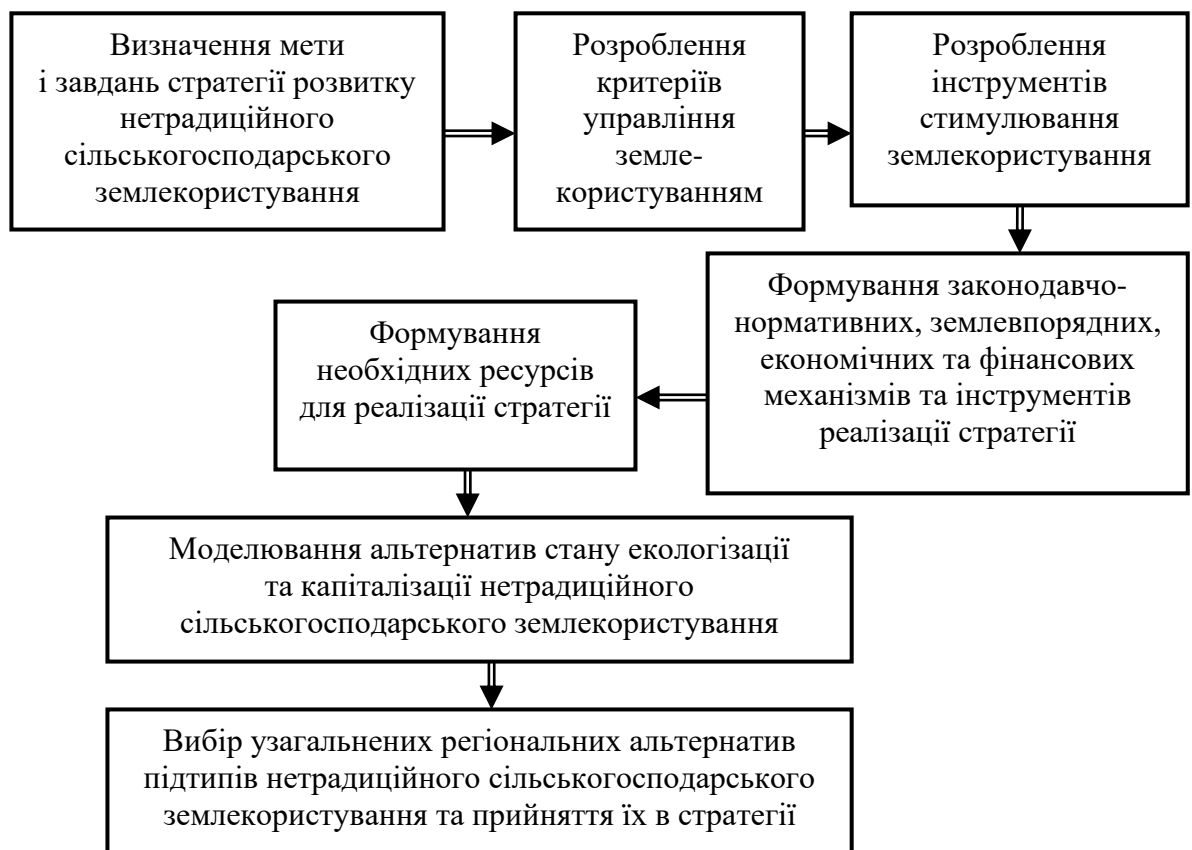 Визначення мети
і завдань стратегії розвитку
нетрадиційного
сільськогосподарського
землекористування
Розроблення
критеріїв
управління
земле-
користуванням
Розроблення
інструментів
стимулювання
землекористування
Формування законодавчо-
нормативних, землевпорядних,
економічних та фінансових
механізмів та інструментів
реалізації стратегії
Формування
необхідних ресурсів
для реалізації стратегії
Моделювання альтернатив стану екологізації
та капіталізації нетрадиційного
сільськогосподарського землекористування
Вибір узагальнених регіональних альтернатив
підтипів нетрадиційного сільськогосподарського
землекористування та прийняття їх в стратегії